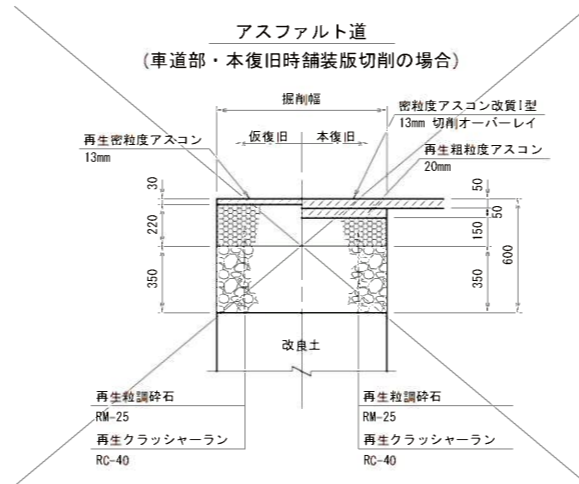 アスファルト道
(車道部・本復旧時舗装版切削の場合)
掘削幅
仮復旧
本復旧
密粒度アスコン改質Ⅰ型
13mm 切削オーバーレイ
再生密粒度アスコン
13mm
再生粗粒度アスコン
20mm
30
220
350
50
50
150
350
600
改良土
再生粒調砕石
RM-25
再生クラッシャーラン
RC-40
再生粒調砕石
RM-25
再生クラッシャーラン
RC-40